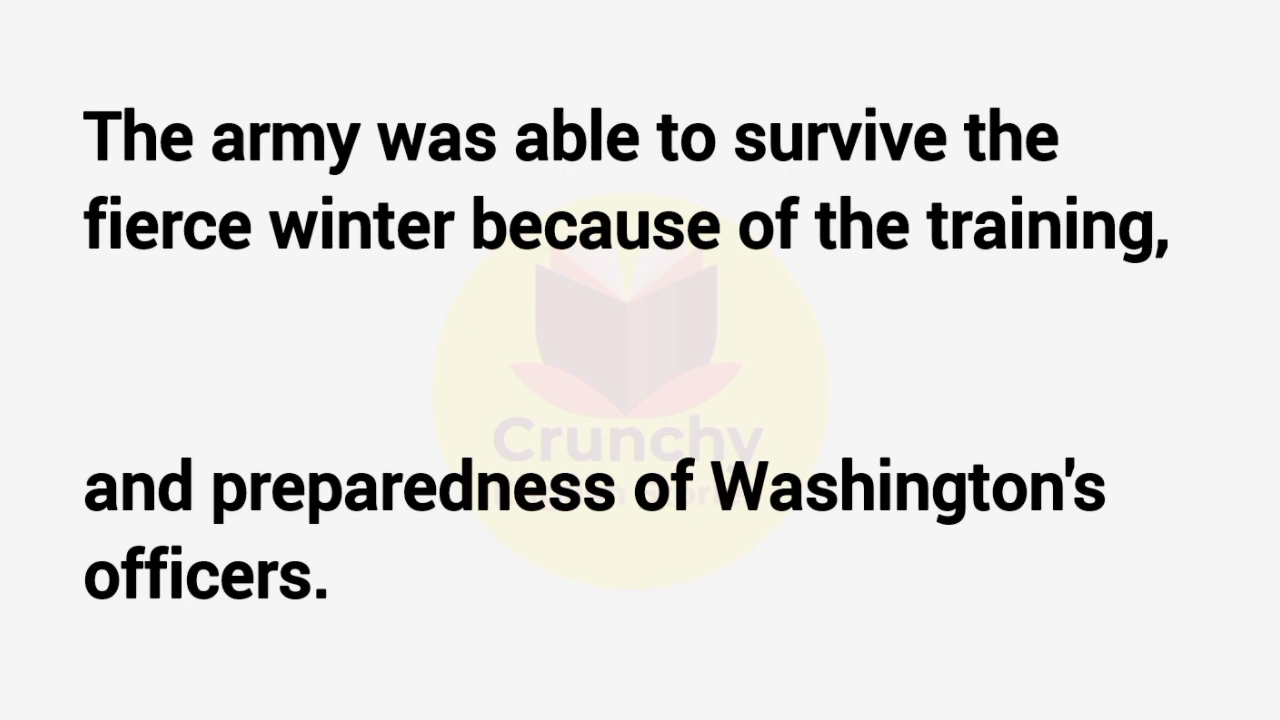 The army was able to survive the
fierce winter because of the training,
Crunchy
and preparedness of Washington's
officers.